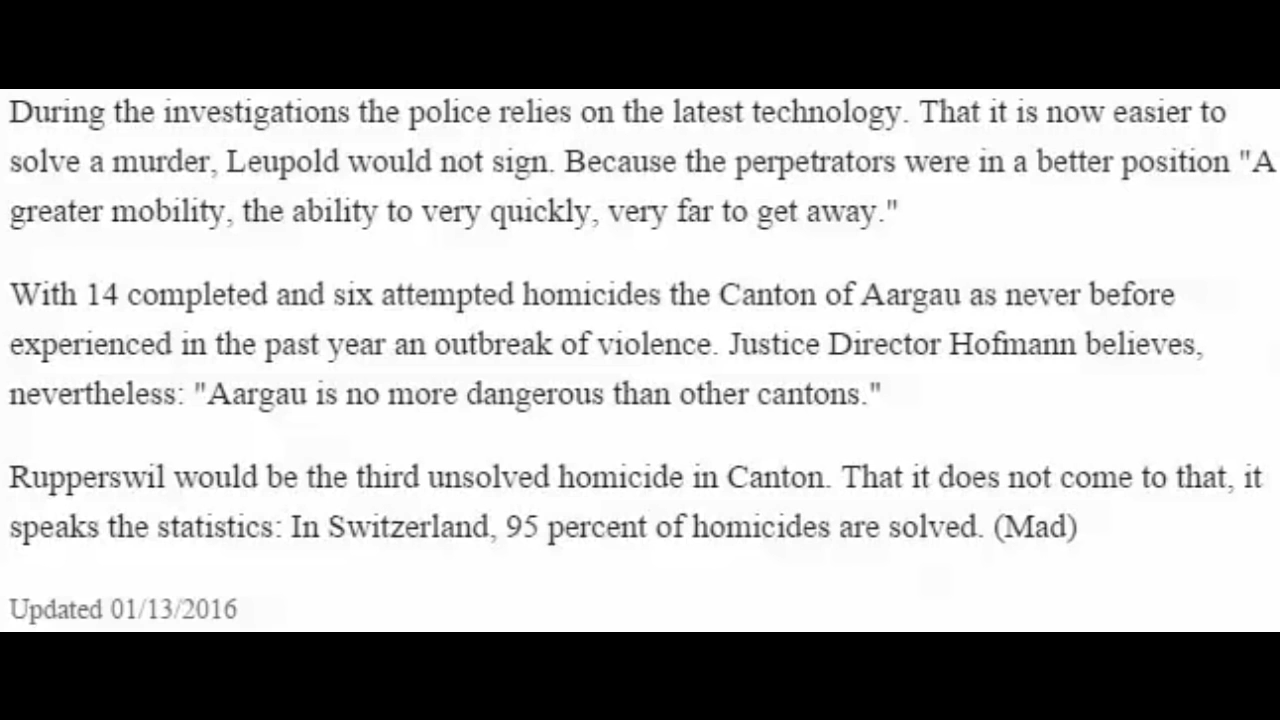 During the investigations the police relies on the latest technology. That it is now easier to
solve a murder, Leupold would not sign. Because the perpetrators were in a better position "A
greater mobility, the ability to very quickly, very far to get away."
With 14 completed and six attempted homicides the Canton of Aargau as never before
experienced in the past year an outbreak of violence. Justice Director Hofmann believes,
nevertheless: "Aargau is no more dangerous than other cantons."
Rupperswil would be the third unsolved homicide in Canton. That it does not come to that, it
speaks the statistics: In Switzerland, 95 percent of homicides are solved. (Mad)
Updated 01/13/2016